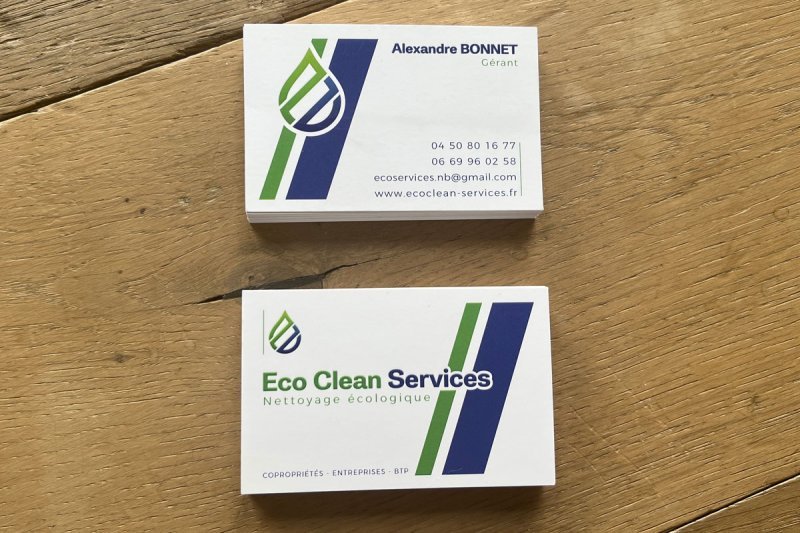 Alexandre BONNET
Gérant
04 50 80 16 77
06 69 96 02 58
ecoservices.nb@gmail.com
www.ecoclean-services.fr
Eco Clean Services
Nettoyage écologique
COPROPRIÉTÉS - ENTREPRISES - BTP